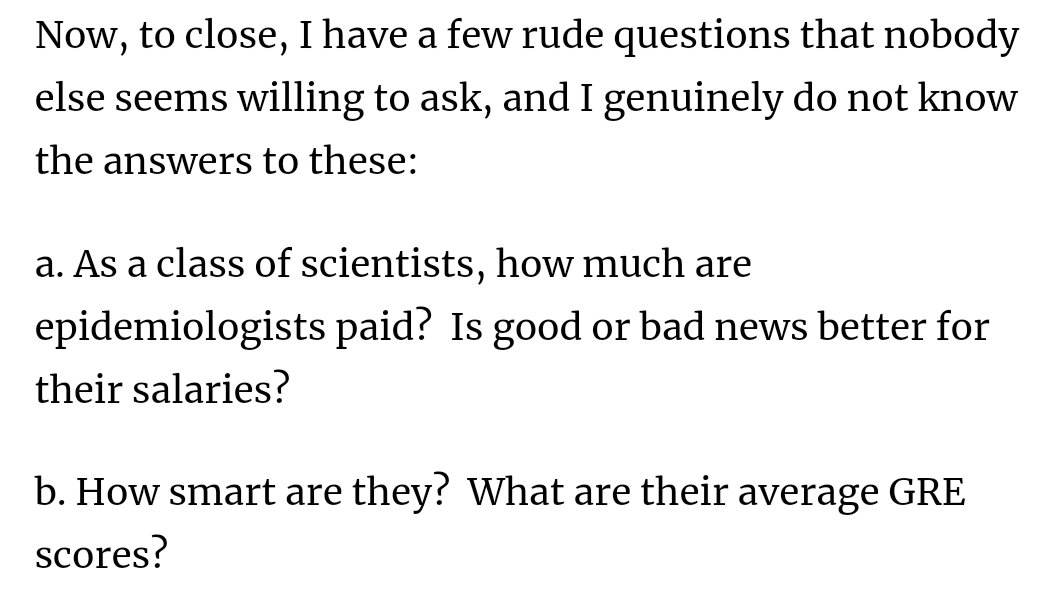 Now, to close, I have a few rude questions that nobody
else seems willing to ask, and I genuinely do not know
the answers to these:
a. As a class of scientists, how much are
epidemiologists paid?  Is good or bad news better for
their salaries?
b. How smart are they?  What are their average GRE
scores?